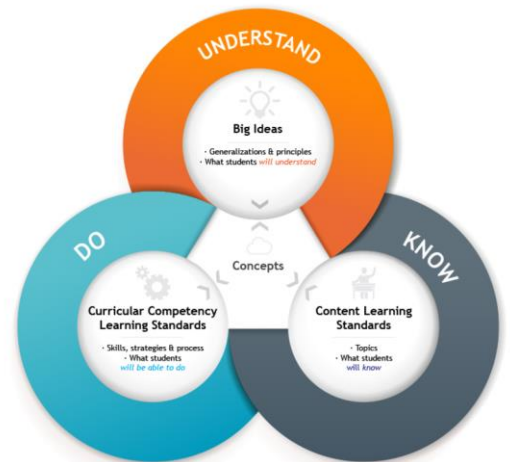 UNDERSTAND
Big Ideas
· Generalizations & principles
· What students will understand
Concepts
DO
Curricular Competency
Learning Standards
· Skills, strategies & process
· What students
will be able to do
KNOW
Content Learning
Standards
· Topics
· What students
will know